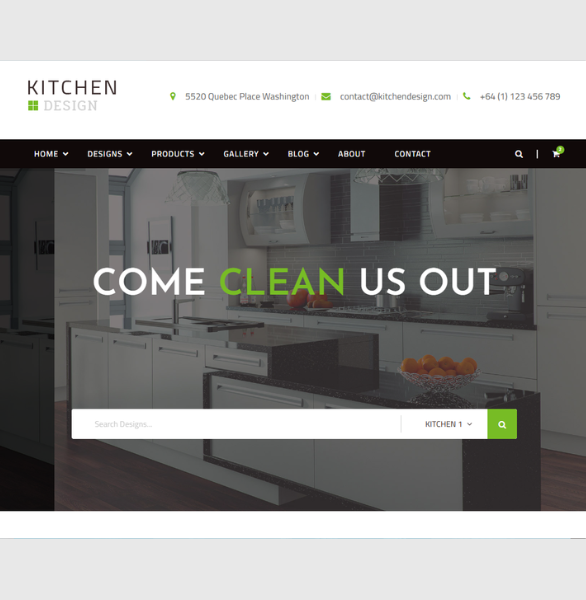 KITCHEN
DESIGN
5520 Quebec Place Washington | contact@kitchendesign.com | +64 (1) 123 456 789
HOME DESIGNS PRODUCTS GALLERY BLOG ABOUT CONTACT |
COME CLEAN US OUT
Search Designs... KITCHEN 1